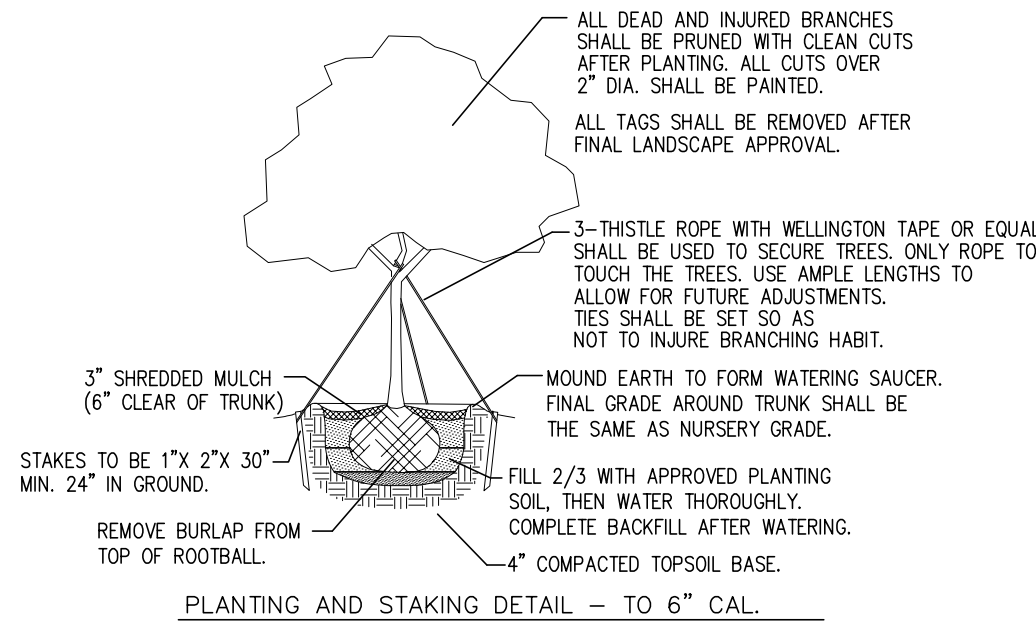 ALL DEAD AND INJURED BRANCHES
SHALL BE PRUNED WITH CLEAN CUTS
AFTER PLANTING. ALL CUTS OVER
2" DIA. SHALL BE PAINTED.
ALL TAGS SHALL BE REMOVED AFTER
FINAL LANDSCAPE APPROVAL.
3-THISTLE ROPE WITH WELLINGTON TAPE OR EQUAL
SHALL BE USED TO SECURE TREES. ONLY ROPE TO
TOUCH THE TREES. USE AMPLE LENGTHS TO
ALLOW FOR FUTURE ADJUSTMENTS.
TIES SHALL BE SET SO AS
NOT TO INJURE BRANCHING HABIT.
3" SHREDDED MULCH
(6" CLEAR OF TRUNK)
MOUND EARTH TO FORM WATERING SAUCER.
FINAL GRADE AROUND TRUNK SHALL BE
THE SAME AS NURSERY GRADE.
STAKES TO BE 1"X 2"X 30"
MIN. 24" IN GROUND.
FILL 2/3 WITH APPROVED PLANTING
SOIL, THEN WATER THOROUGHLY.
COMPLETE BACKFILL AFTER WATERING.
REMOVE BURLAP FROM
TOP OF ROOTBALL.
4" COMPACTED TOPSOIL BASE.
PLANTING AND STAKING DETAIL – TO 6" CAL.